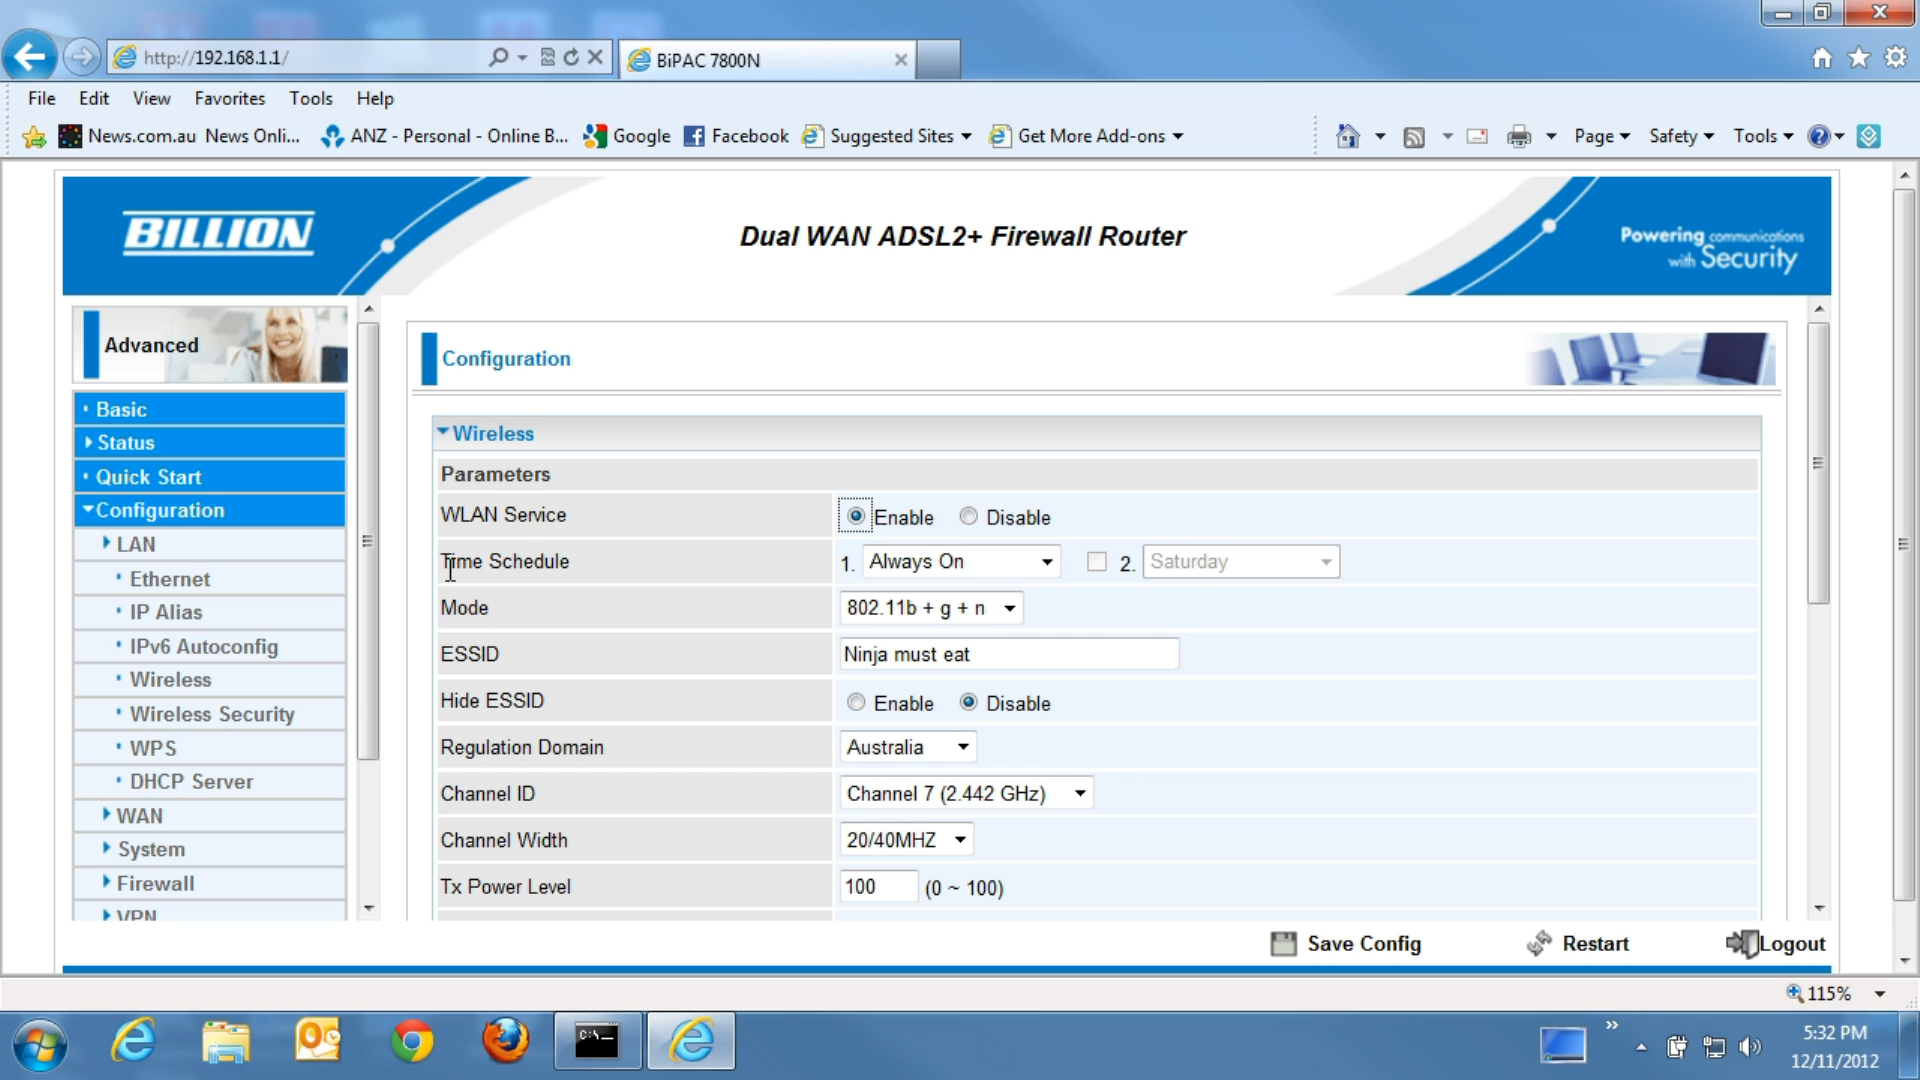 http://192.168.1.1/
BiPAC 7800N
File Edit View Favorites Tools Help
News.com.au News Onli... ANZ - Personal - Online B... Google Facebook Suggested Sites Get More Add-ons Page Safety Tools
BILLION
Dual WAN ADSL2+ Firewall Router
Powering communications
with Security
Advanced
Basic
Status
Quick Start
Configuration
LAN
Ethernet
IP Alias
IPv6 Autoconfig
Wireless
Wireless Security
WPS
DHCP Server
WAN
System
Firewall
VPN
Configuration
Wireless
Parameters
WLAN Service Enable Disable
Time Schedule 1. Always On 2. Saturday
Mode 802.11b + g + n
ESSID Ninja must eat
Hide ESSID Enable Disable
Regulation Domain Australia
Channel ID Channel 7 (2.442 GHz)
Channel Width 20/40MHZ
Tx Power Level 100 (0 ~ 100)
Save Config Restart Logout
115%
C:\
5:32 PM
12/11/2012